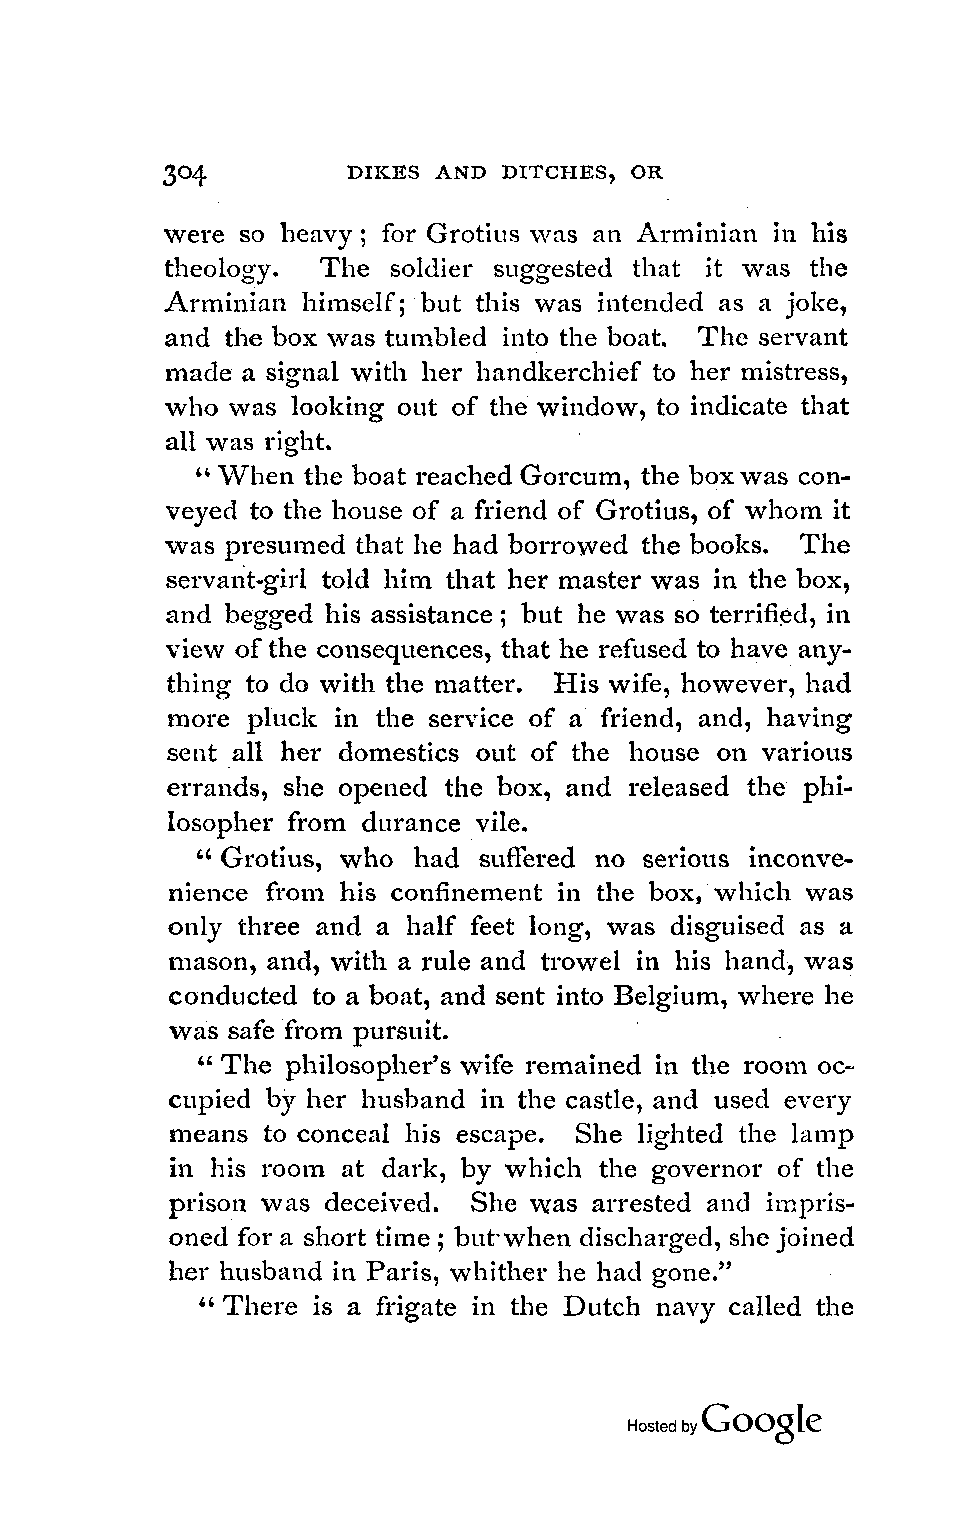 304 DIKES AND DITCHES, OR
were so heavy; for Grotius was an Arminian in his
theology. The soldier suggested that it was the
Arminian himself; but this was intended as a joke,
and the box was tumbled into the boat. The servant
made a signal with her handkerchief to her mistress,
who was looking out of the window, to indicate that
all was right.
“When the boat reached Gorcum, the box was con-
veyed to the house of a friend of Grotius, of whom it
was presumed that he had borrowed the books. The
servant-girl told him that her master was in the box,
and begged his assistance; but he was so terrified, in
view of the consequences, that he refused to have any-
thing to do with the matter. His wife, however, had
more pluck in the service of a friend, and, having
sent all her domestics out of the house on various
errands, she opened the box, and released the phi-
losopher from durance vile.
“Grotius, who had suffered no serious inconve-
nience from his confinement in the box, which was
only three and a half feet long, was disguised as a
mason, and, with a rule and trowel in his hand, was
conducted to a boat, and sent into Belgium, where he
was safe from pursuit.
“The philosopher’s wife remained in the room oc-
cupied by her husband in the castle, and used every
means to conceal his escape. She lighted the lamp
in his room at dark, by which the governor of the
prison was deceived. She was arrested and impris-
oned for a short time; but when discharged, she joined
her husband in Paris, whither he had gone.”
“There is a frigate in the Dutch navy called the
Hosted by Google